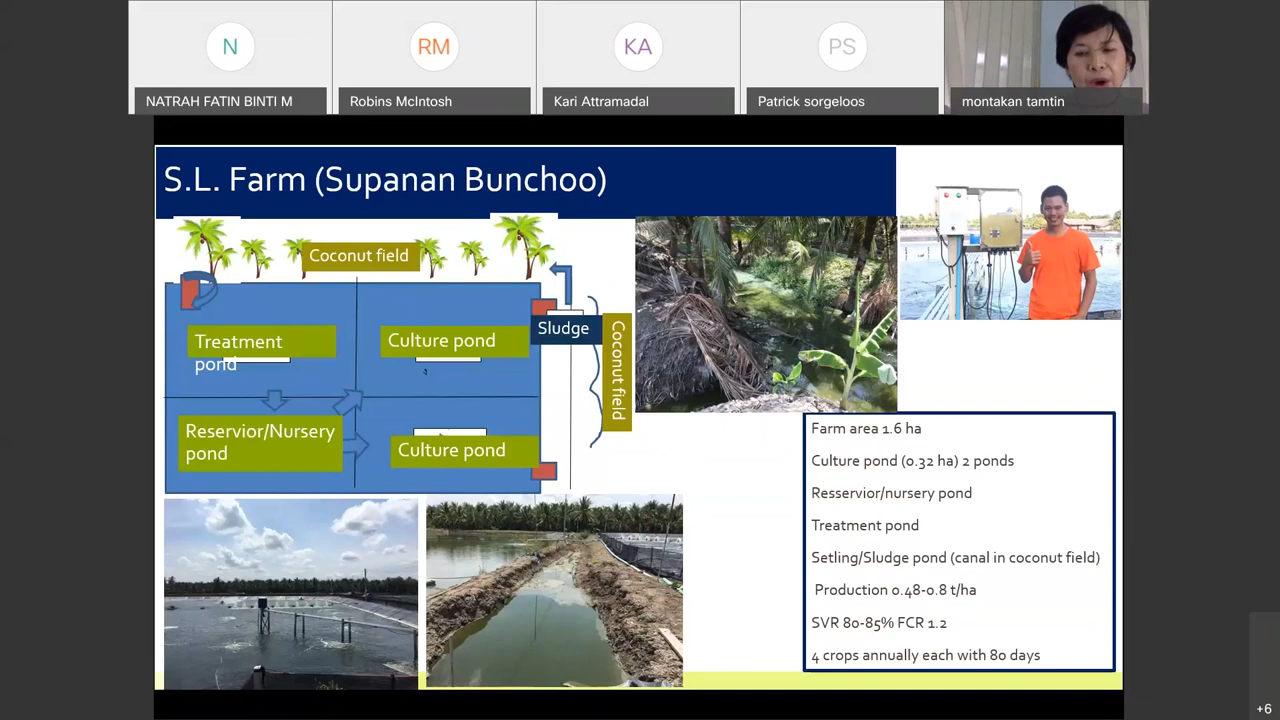 N
RM
KA
PS
NATRAH FATIN BINTI M
Robins McIntosh
Kari Attramadal
Patrick sorgeloos
montakan tamtin
S.L. Farm (Supanan Bunchoo)
Coconut field
Treatment
pond
Culture pond
Sludge
Coconut field
Reservior/Nursery
pond
Culture pond
Farm area 1.6 ha
Culture pond (0.32 ha) 2 ponds
Resservior/nursery pond
Treatment pond
Setling/Sludge pond (canal in coconut field)
Production 0.48-0.8 t/ha
SVR 80-85% FCR 1.2
4 crops annually each with 80 days
+6